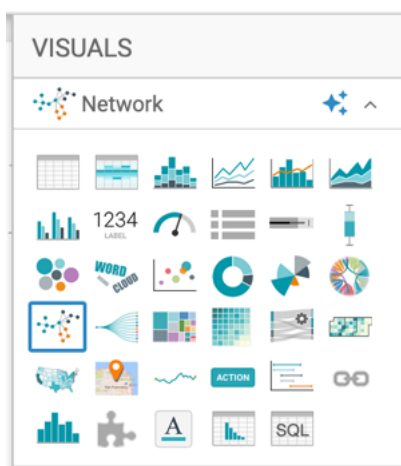 VISUALS
Network
1234
LABEL
WORD
CLOUD
ACTION
A
SQL